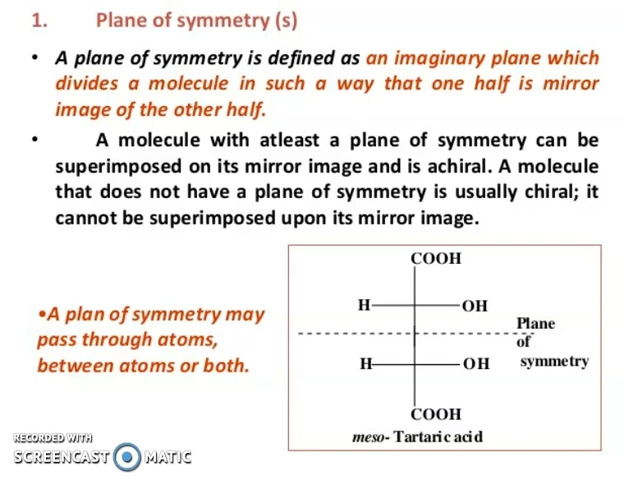 1. Plane of symmetry (s)
• A plane of symmetry is defined as an imaginary plane which
divides a molecule in such a way that one half is mirror
image of the other half.
• A molecule with atleast a plane of symmetry can be
superimposed on its mirror image and is achiral. A molecule
that does not have a plane of symmetry is usually chiral; it
cannot be superimposed upon its mirror image.
•A plan of symmetry may
pass through atoms,
between atoms or both.
COOH
H OH
Plane
of
symmetry
H OH
COOH
meso- Tartaric acid
RECORDED WITH
SCREENCAST MATIC